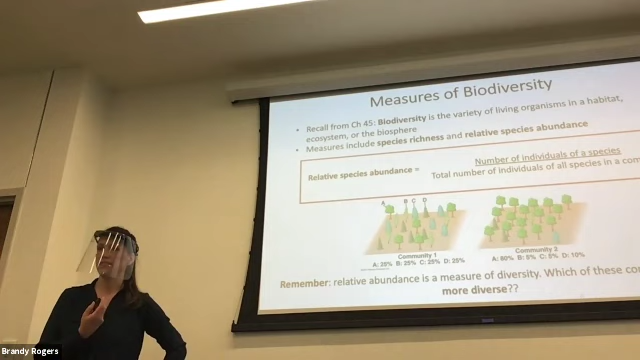 Measures of Biodiversity
• Recall from Ch 45: Biodiversity is the variety of living organisms in a habitat,
ecosystem, or the biosphere
• Measures include species richness and relative species abundance
Relative species abundance =
Number of individuals of a species
Total number of individuals of all species in a com
A B C D
Community 1
A: 25% B: 25% C: 25% D: 25%
Community 2
A: 80% B: 5% C: 5% D: 10%
Remember: relative abundance is a measure of diversity. Which of these co
more diverse??
Brandy Rogers